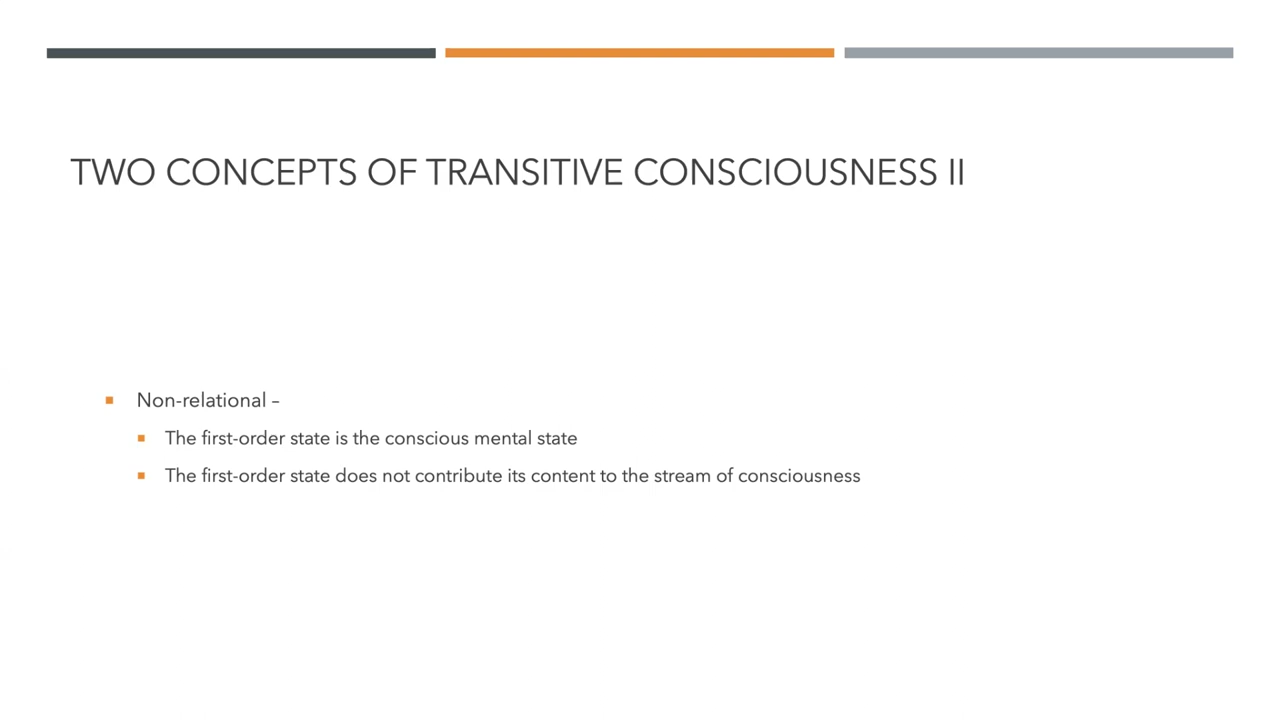 TWO CONCEPTS OF TRANSITIVE CONSCIOUSNESS II
Non-relational –
The first-order state is the conscious mental state
The first-order state does not contribute its content to the stream of consciousness